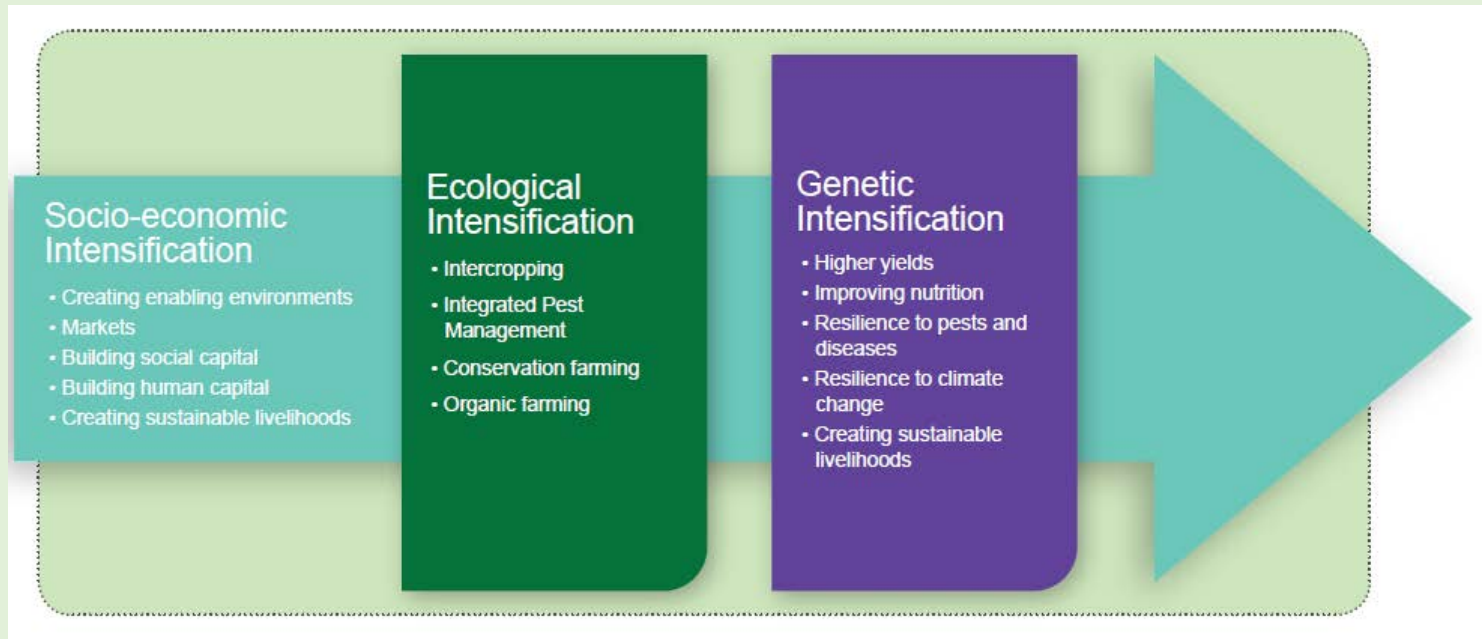 Socio-economic
Intensification
• Creating enabling environments
• Markets
• Building social capital
• Building human capital
• Creating sustainable livelihoods
Ecological
Intensification
• Intercropping
• Integrated Pest
Management
• Conservation farming
• Organic farming
Genetic
Intensification
• Higher yields
• Improving nutrition
• Resilience to pests and
diseases
• Resilience to climate
change
• Creating sustainable
livelihoods